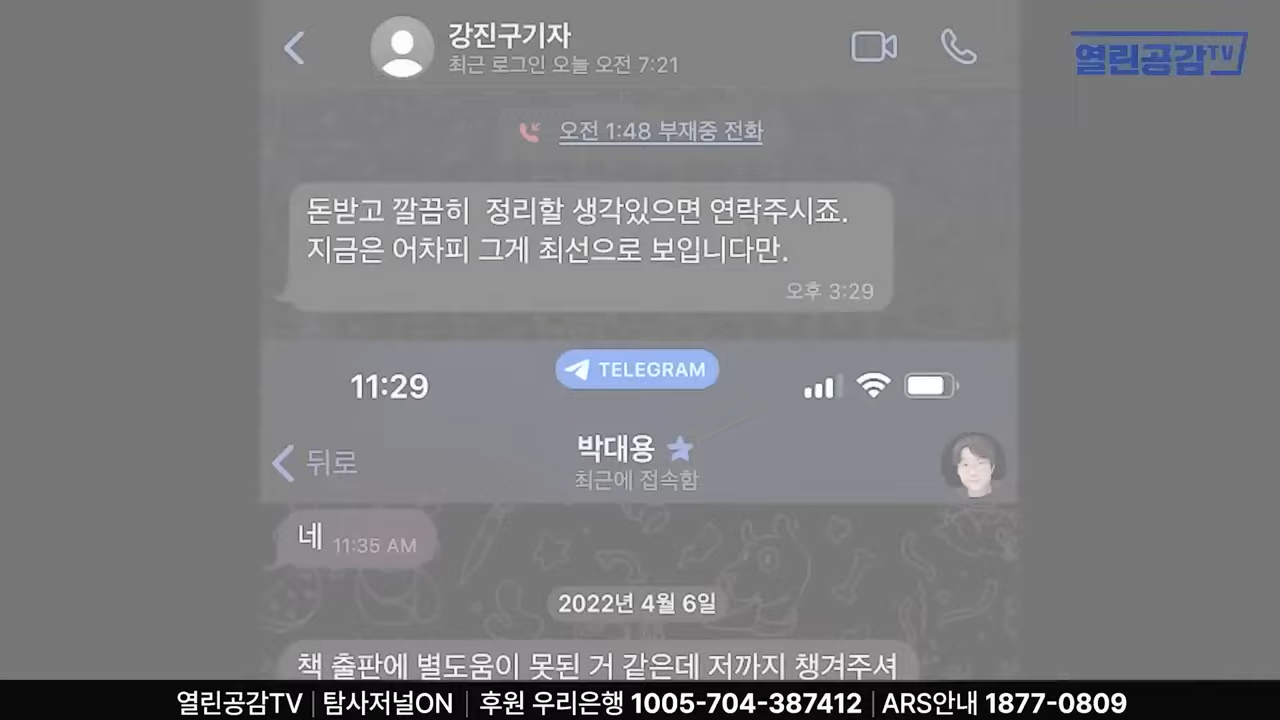 강진구기자
최근 로그인 오늘 오전 7:21
열린공감TV
오전 1:48 부재중 전화
돈받고 깔끔히 정리할 생각있으면 연락주시죠.
지금은 어차피 그게 최선으로 보입니다만.
오후 3:29
TELEGRAM
11:29
박대용
뒤로
최근에 접속함
네 11:35 AM
2022년 4월 6일
책 출판에 별도움이 못된 거 같은데 저까지 챙겨주셔
열린공감TV | 탐사저널ON | 후원 우리은행 1005-704-387412 | ARS안내 1877-0809